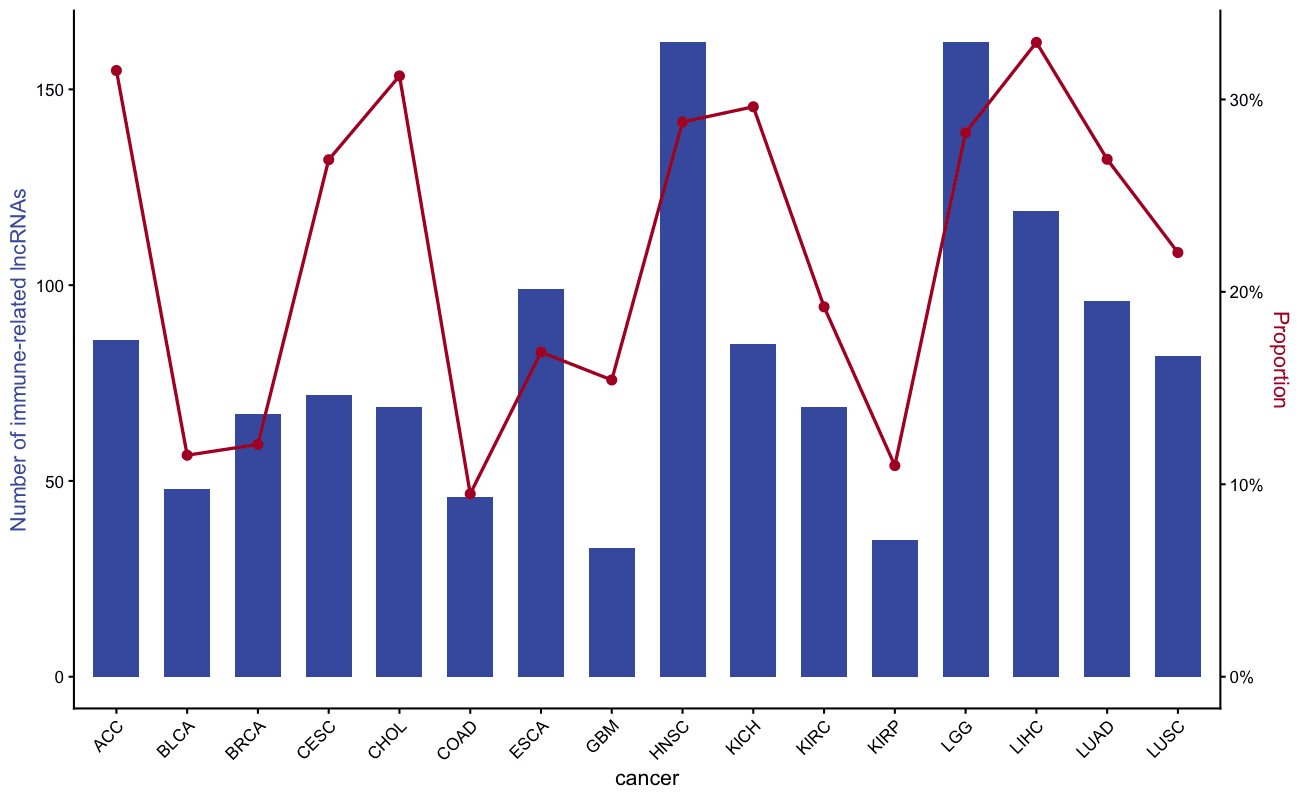 Number of immune-related lncRNAs
150
100
50
0
30%
20%
10%
0%
Proportion
ACC
BLCA
BRCA
CESC
CHOL
COAD
ESCA
GBM
HNSC
KICH
KIRC
KIRP
LGG
LIHC
LUAD
LUSC
cancer